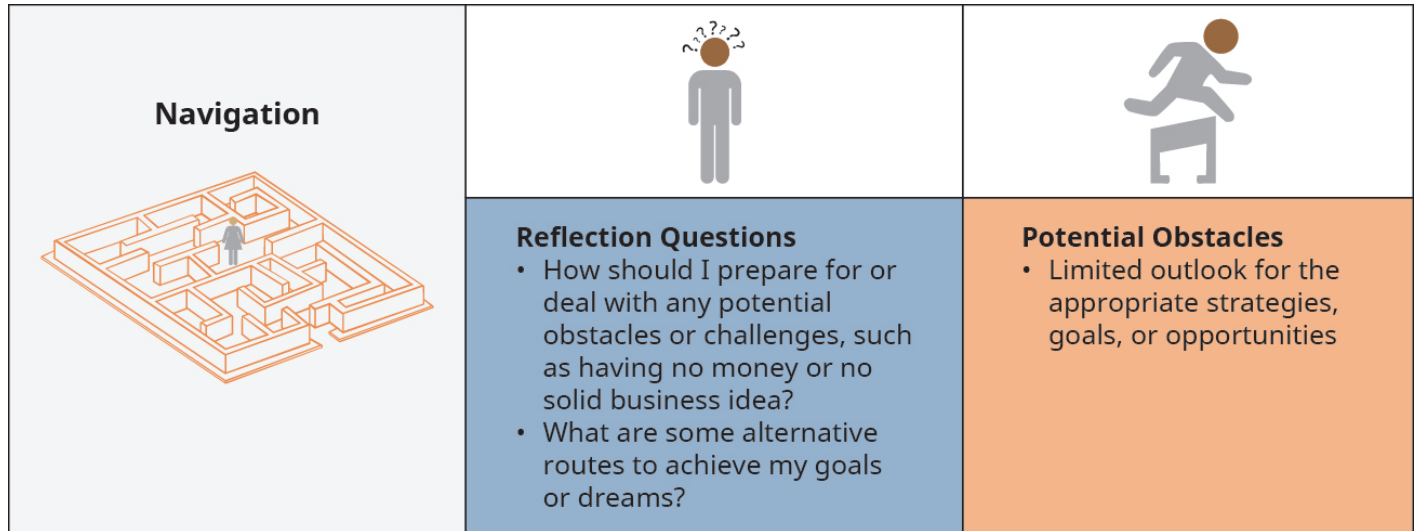 Navigation
? ? ? ? ? ? ?
Reflection Questions
• How should I prepare for or
deal with any potential
obstacles or challenges, such
as having no money or no
solid business idea?
• What are some alternative
routes to achieve my goals
or dreams?
Potential Obstacles
• Limited outlook for the
appropriate strategies,
goals, or opportunities